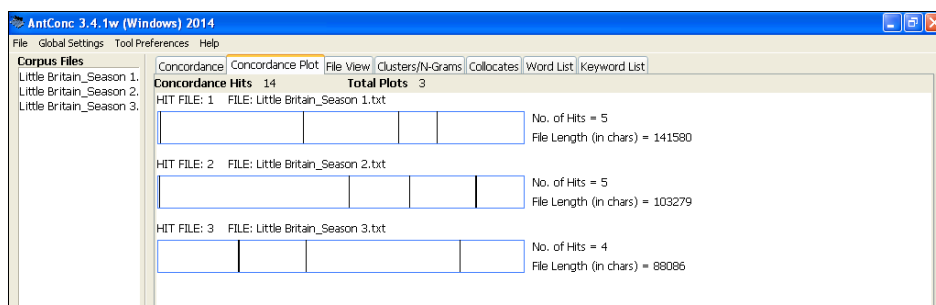 AntConc 3.4.1w (Windows) 2014
File Global Settings Tool Preferences Help
Corpus Files
Little Britain_Season 1.
Little Britain_Season 2.
Little Britain_Season 3.
Concordance Concordance Plot File View Clusters/N-Grams Collocates Word List Keyword List
Concordance Hits 14 Total Plots 3
HIT FILE: 1 FILE: Little Britain_Season 1.txt
No. of Hits = 5
File Length (in chars) = 141580
HIT FILE: 2 FILE: Little Britain_Season 2.txt
No. of Hits = 5
File Length (in chars) = 103279
HIT FILE: 3 FILE: Little Britain_Season 3.txt
No. of Hits = 4
File Length (in chars) = 88086